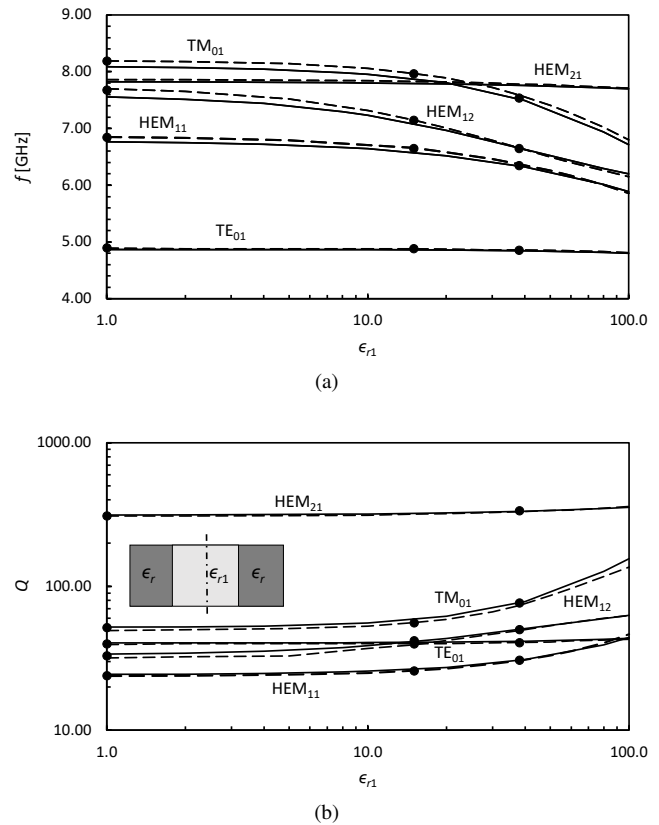 9.00
TM01
8.00
HEM21
7.00
HEM12
HEM11
f [GHz]
6.00
5.00
TE01
4.00
1.0 10.0 100.0
ϵr1
(a)
1000.00
HEM21
ϵr ϵr1 ϵr
Q
100.00
TM01
HEM12
TE01
HEM11
10.00
1.0 10.0 100.0
ϵr1
(b)